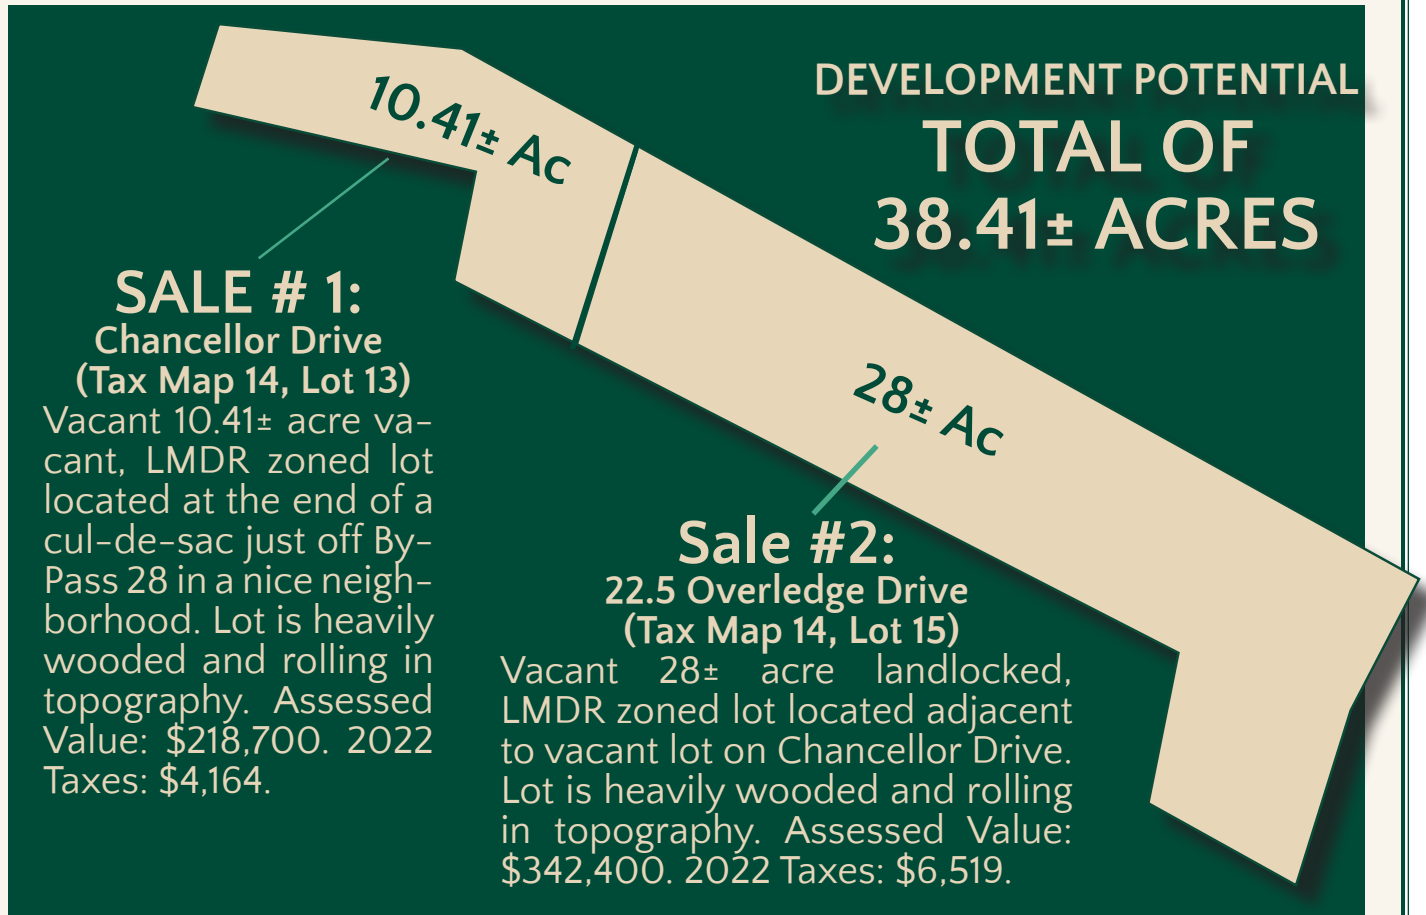 10.41± Ac
DEVELOPMENT POTENTIAL
TOTAL OF
38.41± ACRES
SALE # 1:
Chancellor Drive
(Tax Map 14, Lot 13)
Vacant 10.41± acre va-
cant, LMDR zoned lot
located at the end of a
cul-de-sac just off By-
Pass 28 in a nice neigh-
borhood. Lot is heavily
wooded and rolling in
topography. Assessed
Value: $218,700. 2022
Taxes: $4,164.
28± Ac
Sale #2:
22.5 Overledge Drive
(Tax Map 14, Lot 15)
Vacant 28± acre landlocked,
LMDR zoned lot located adjacent
to vacant lot on Chancellor Drive.
Lot is heavily wooded and rolling
in topography. Assessed Value:
$342,400. 2022 Taxes: $6,519.